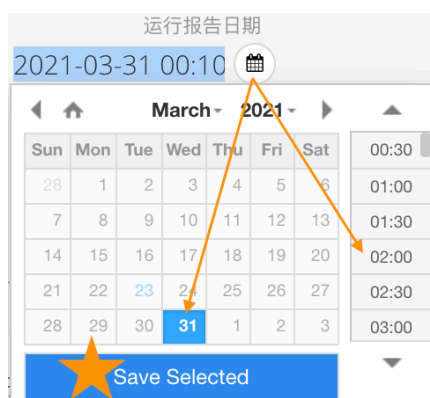 运行报告日期
2021-03-31 00:10
March 2021
Sun Mon Tue Wed Thu Fri Sat
28 1 2 3 4 5 6
7 8 9 10 11 12 13
14 15 16 17 18 19 20
21 22 23 24 25 26 27
28 29 30 31 1 2 3
00:30
01:00
01:30
02:00
02:30
03:00
Save Selected